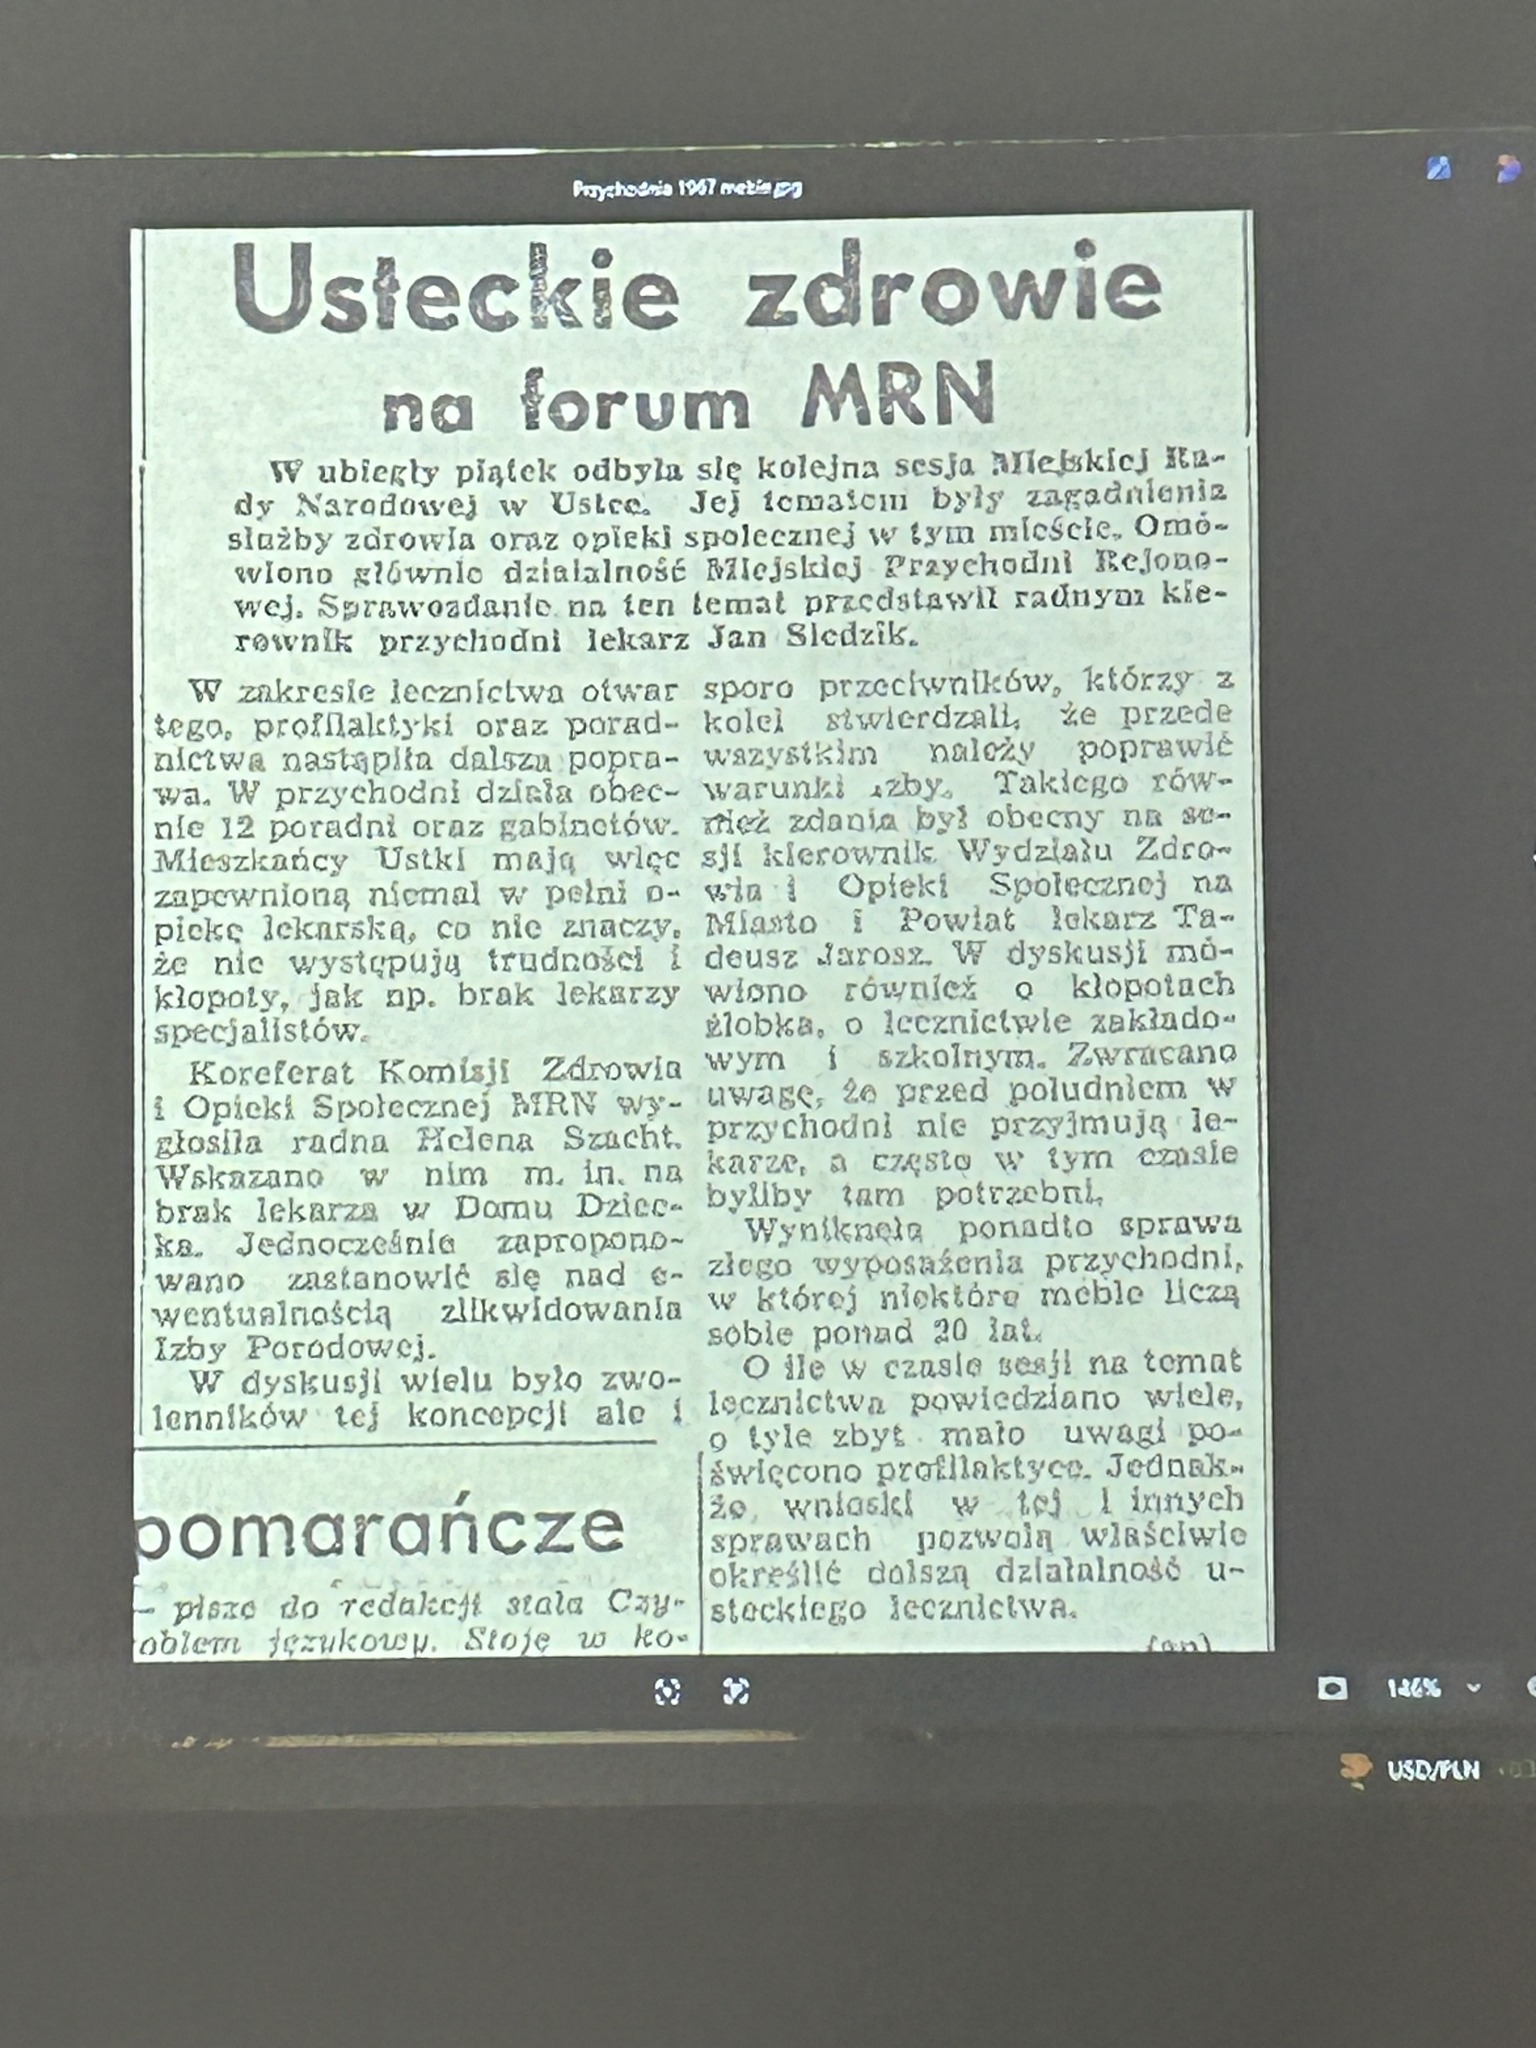 Przychodnia 1967 meble.jpg
Usteckie zdrowie
na forum MRN
W ubiegły piątek odbyła się kolejna sesja Miejskiej Ra-
dy Narodowej w Ustce. Jej tematem były zagadnienia
służby zdrowia oraz opieki społecznej w tym mieście. Omó-
wiono głównie działalność Miejskiej Przychodni Rejono-
wej. Sprawozdanie na ten temat przedstawił radnym kie-
rownik przychodni lekarz Jan Sledzik.
W zakresie lecznictwa otwar
tego, profilaktyki oraz porad-
nictwa nastąpiła dalsza popra-
wa. W przychodni działa obec-
nie 12 poradni oraz gabinetów.
Mieszkańcy Ustki mają więc
zapewnioną niemal w pełni o-
piekę lekarską, co nie znaczy,
że nie występują trudności i
kłopoty, jak np. brak lekarzy
specjalistów.
Koreferat Komisji Zdrowia
i Opieki Społecznej MRN wy-
głosiła radna Helena Szacht.
Wskazano w nim m. in. na
brak lekarza w Domu Dziec-
ka. Jednocześnie zapropono-
wano zastanowić się nad e-
wentualnością zlikwidowania
Izby Porodowej.
W dyskusji wielu było zwo-
lenników tej koncepcji ale i
sporo przeciwników, którzy z
kolei stwierdzali, że przede
wszystkim należy poprawić
warunki izby. Takiego rów-
nież zdania był obecny na se-
sji kierownik Wydziału Zdro-
wia i Opieki Społecznej na
Miasto i Powiat lekarz Ta-
deusz Jarosz. W dyskusji mó-
wiono również o kłopotach
żłobka, o lecznictwie zakłado-
wym i szkolnym. Zwracano
uwagę, że przed południem w
przychodni nie przyjmują le-
karze, a często w tym czasie
byliby tam potrzebni.
Wyniknęła ponadto sprawa
złego wyposażenia przychodni,
w której niektóre meble liczą
sobie ponad 20 lat.
O ile w czasie sesji na temat
lecznictwa powiedziano wiele,
o tyle zbyt mało uwagi po-
święcono profilaktyce. Jednak-
że wnioski w tej i innych
sprawach pozwolą właściwie
określić dalszą działalność u-
steckiego lecznictwa.
(an)
pomarańcze
— pisze do redakcji stała Czy-
oblem językowy. Stoję w ko-
146%
USD/PLN